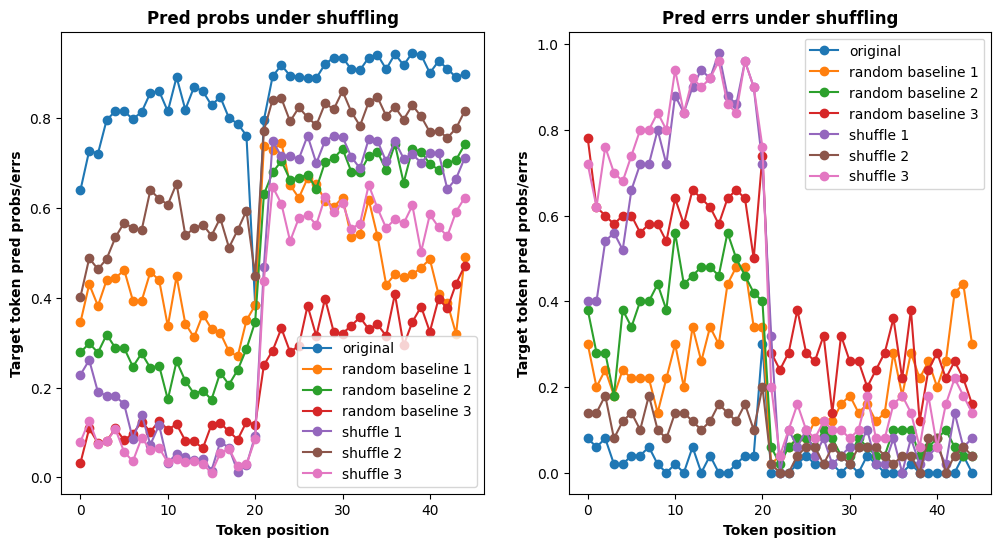 Pred probs under shuffling
Target token pred probs/errs
0.8
0.6
0.4
0.2
0.0
0 10 20 30 40
Token position
original
random baseline 1
random baseline 2
random baseline 3
shuffle 1
shuffle 2
shuffle 3
Pred errs under shuffling
Target token pred probs/errs
1.0
0.8
0.6
0.4
0.2
0.0
0 10 20 30 40
Token position
original
random baseline 1
random baseline 2
random baseline 3
shuffle 1
shuffle 2
shuffle 3